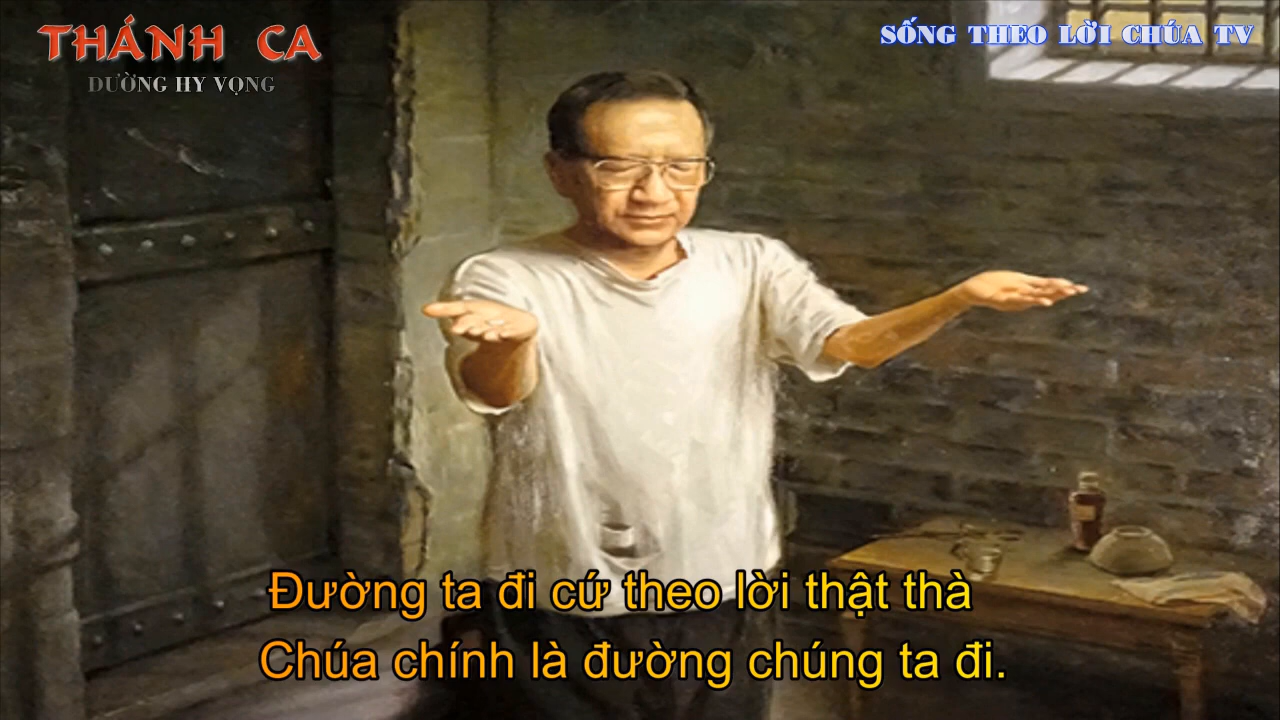 THÁNH CA
ĐƯỜNG HY VỌNG
SỐNG THEO LỜI CHÚA TV
Đường ta đi cứ theo lời thật thà
Chúa chính là đường chúng ta đi.